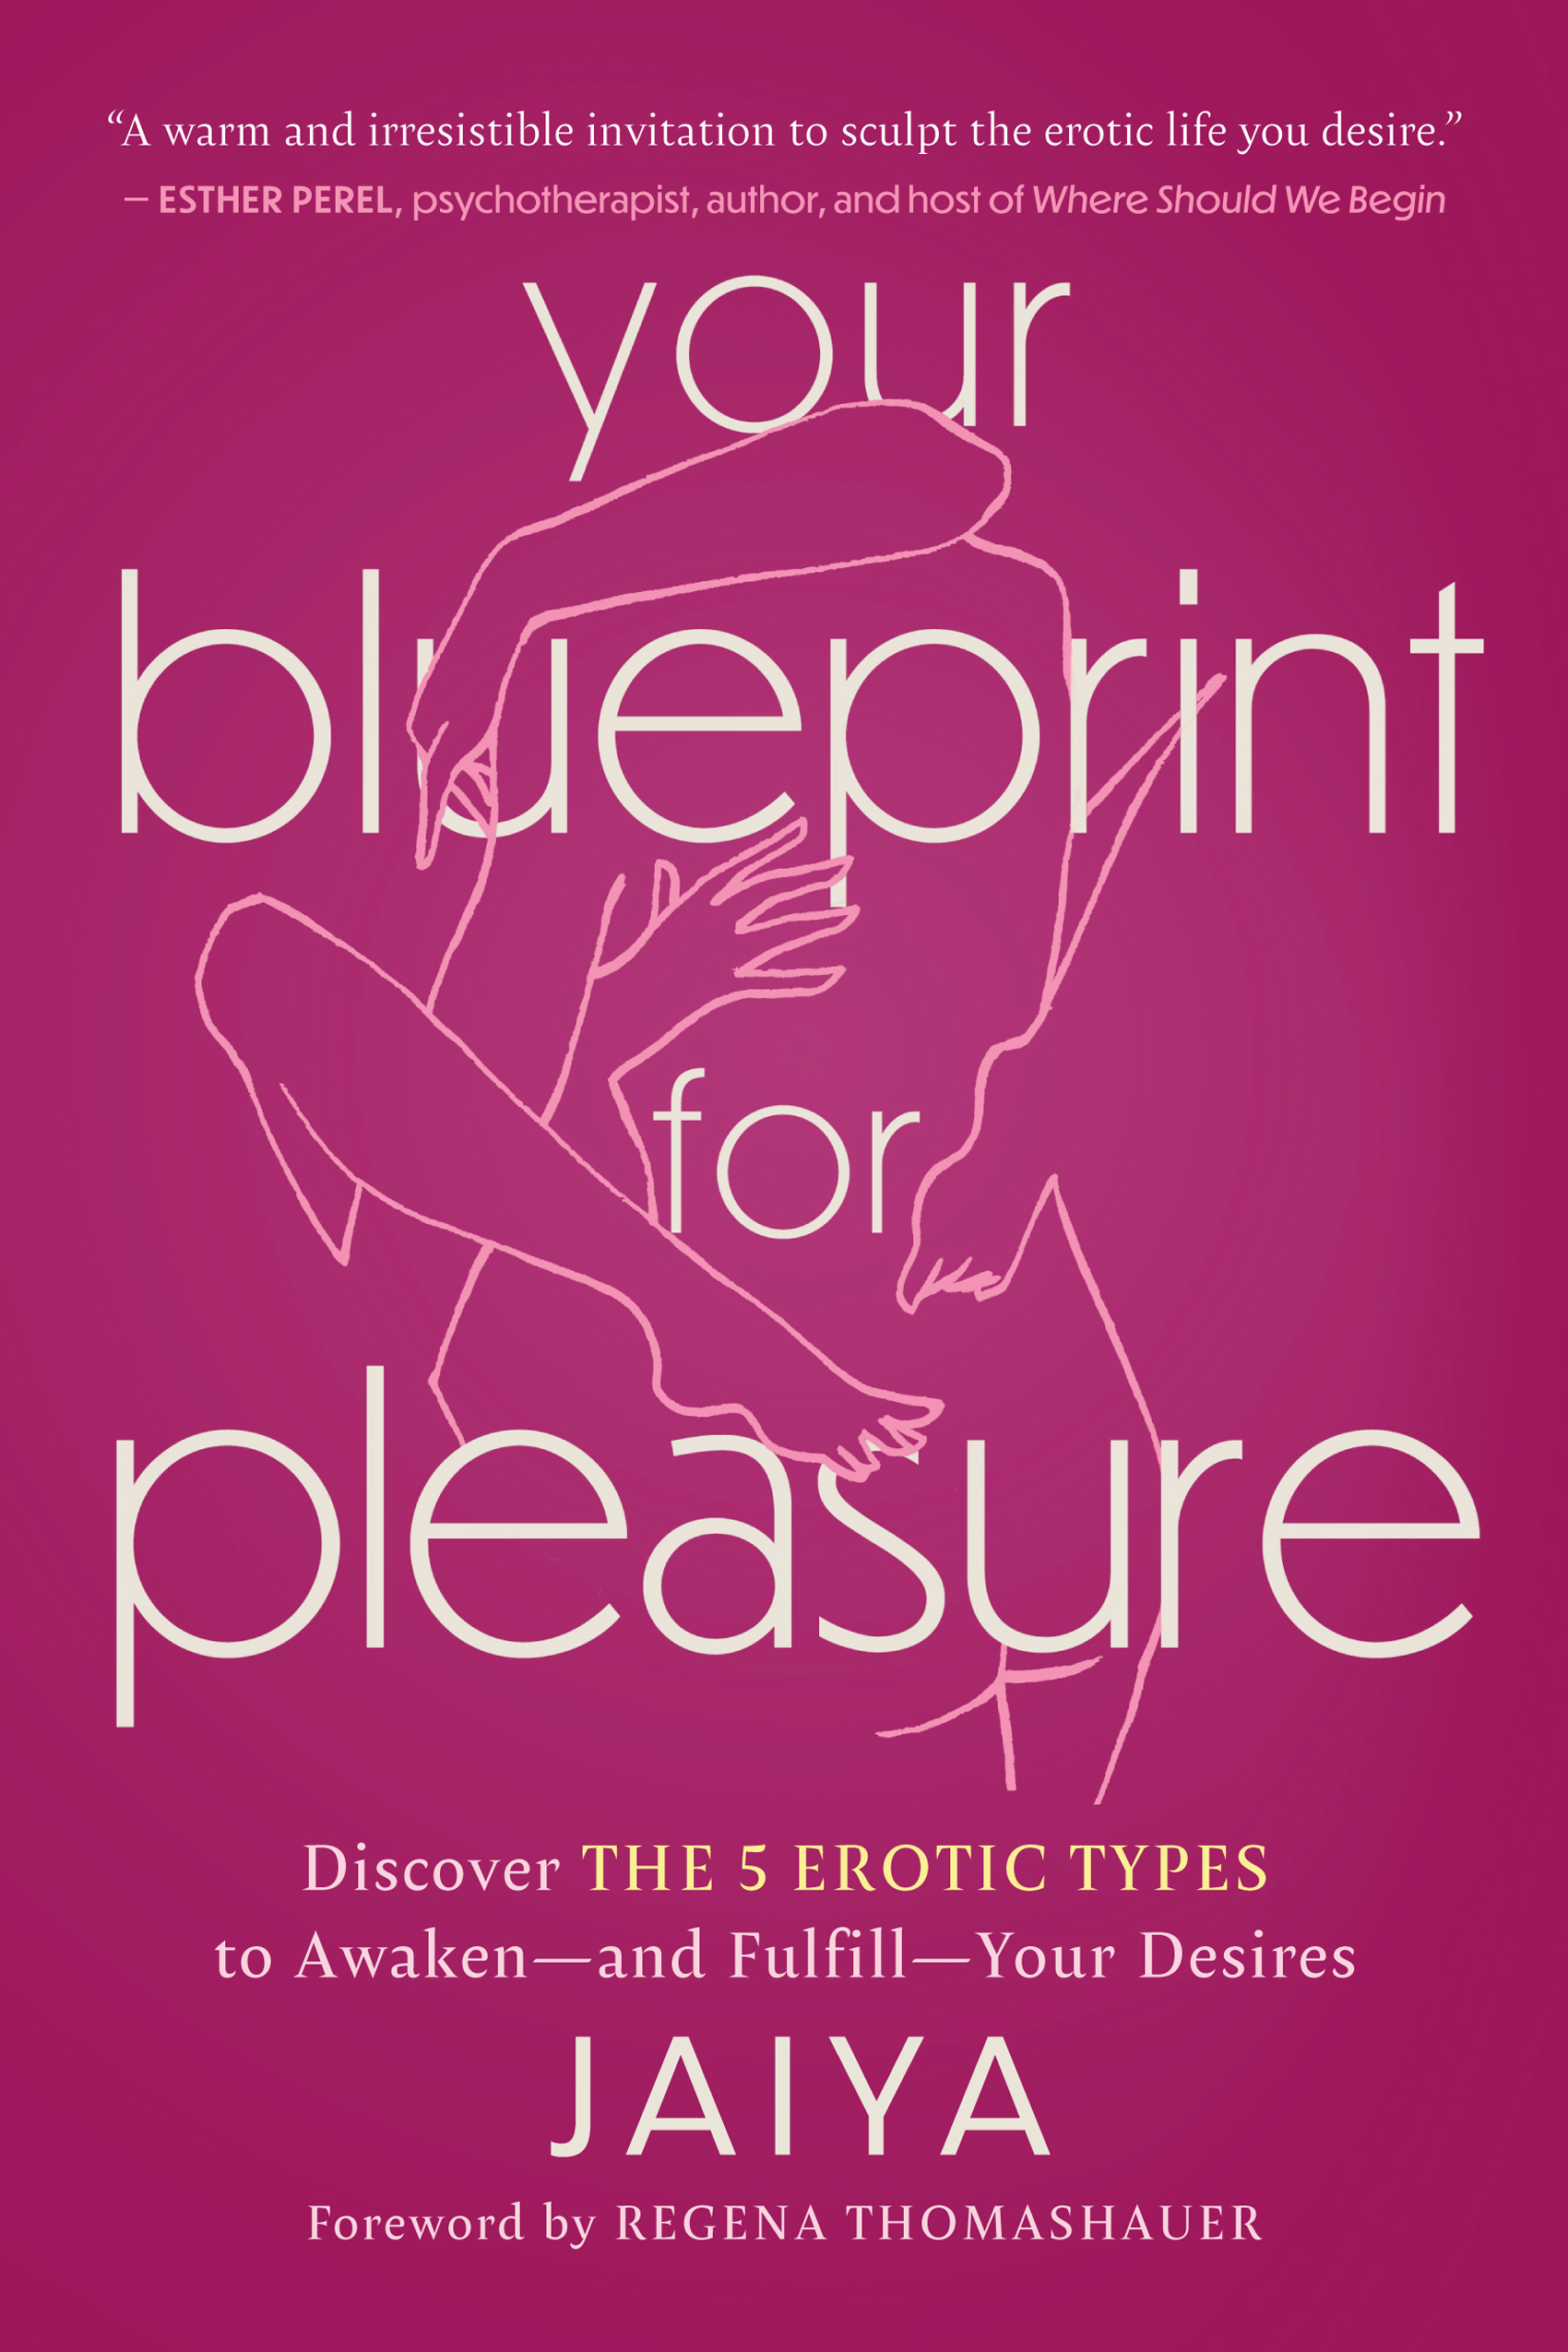 “A warm and irresistible invitation to sculpt the erotic life you desire.”
– ESTHER PEREL, psychotherapist, author, and host of Where Should We Begin
your
blueprint
for
pleasure
Discover THE 5 EROTIC TYPES
to Awaken—and Fulfill—Your Desires
JAIYA
Foreword by REGENA THOMASHAUER